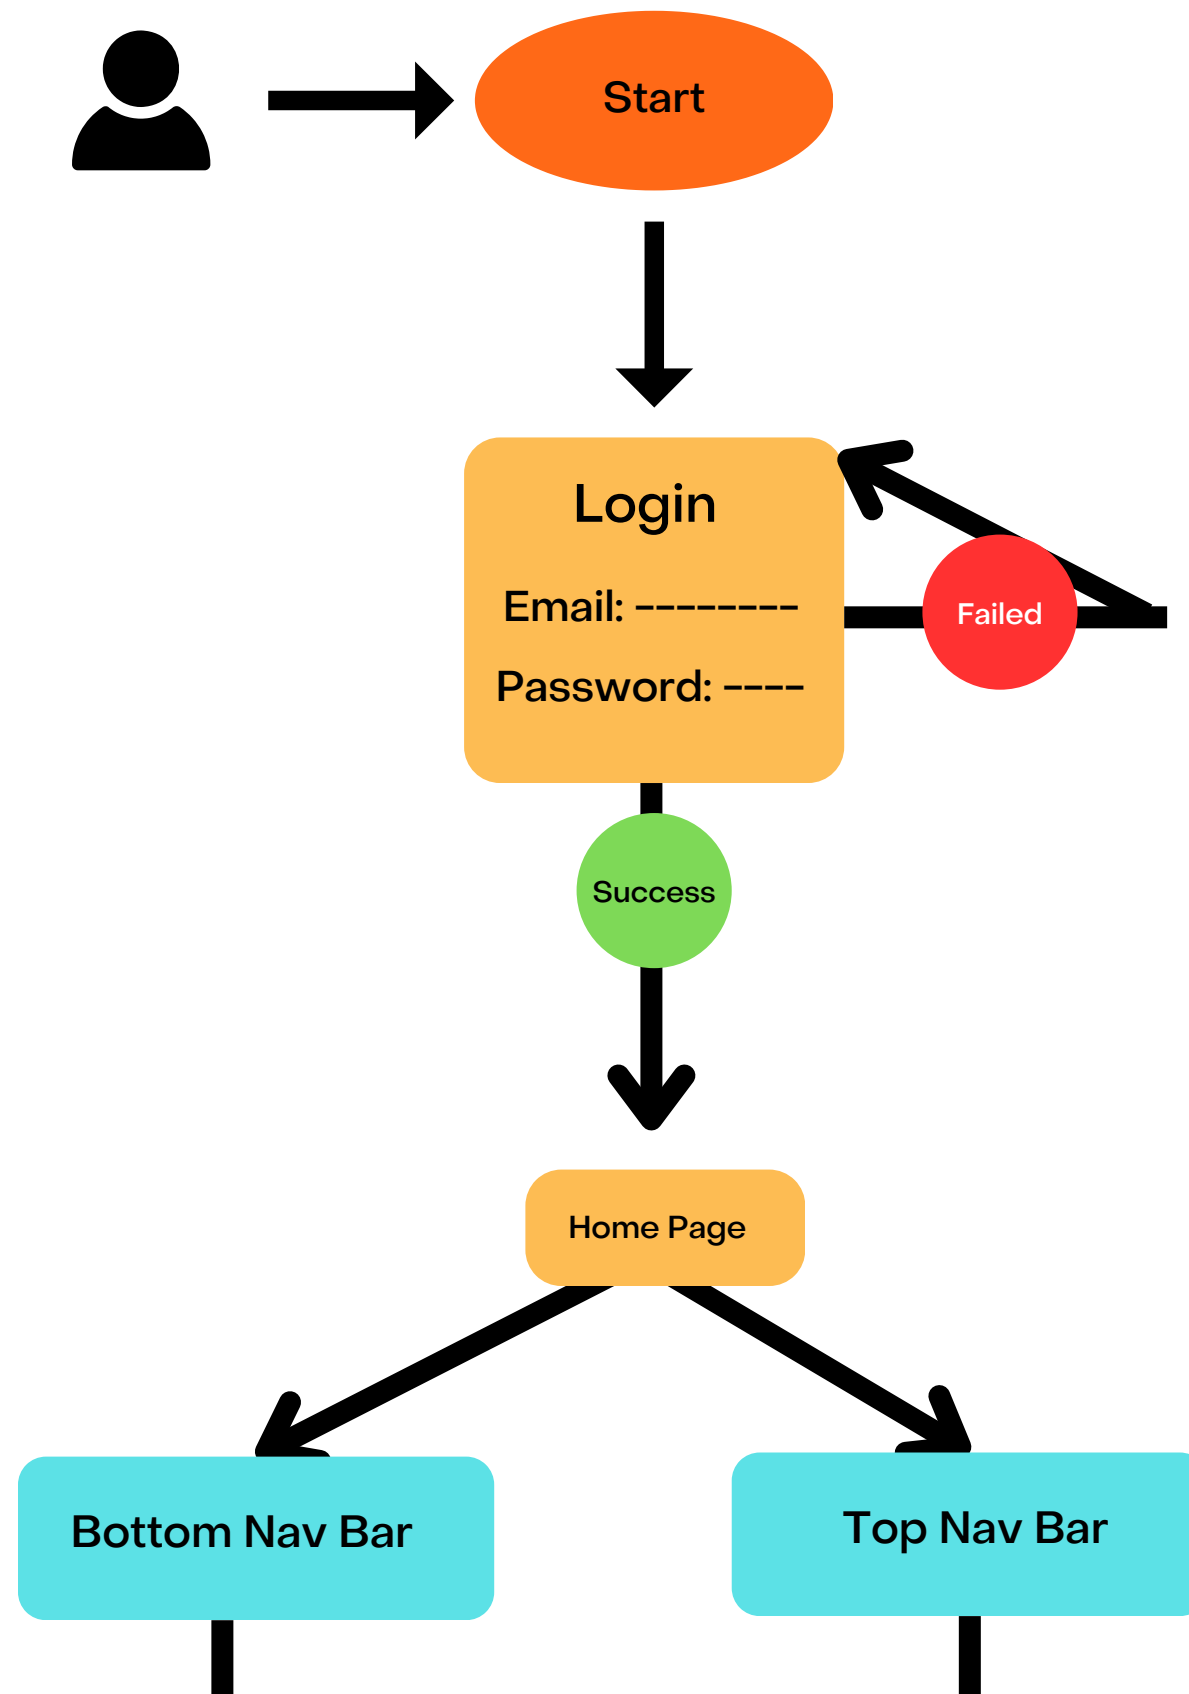 Start
Login
Email: --------
Password: ----
Failed
Success
Home Page
Bottom Nav Bar
Top Nav Bar